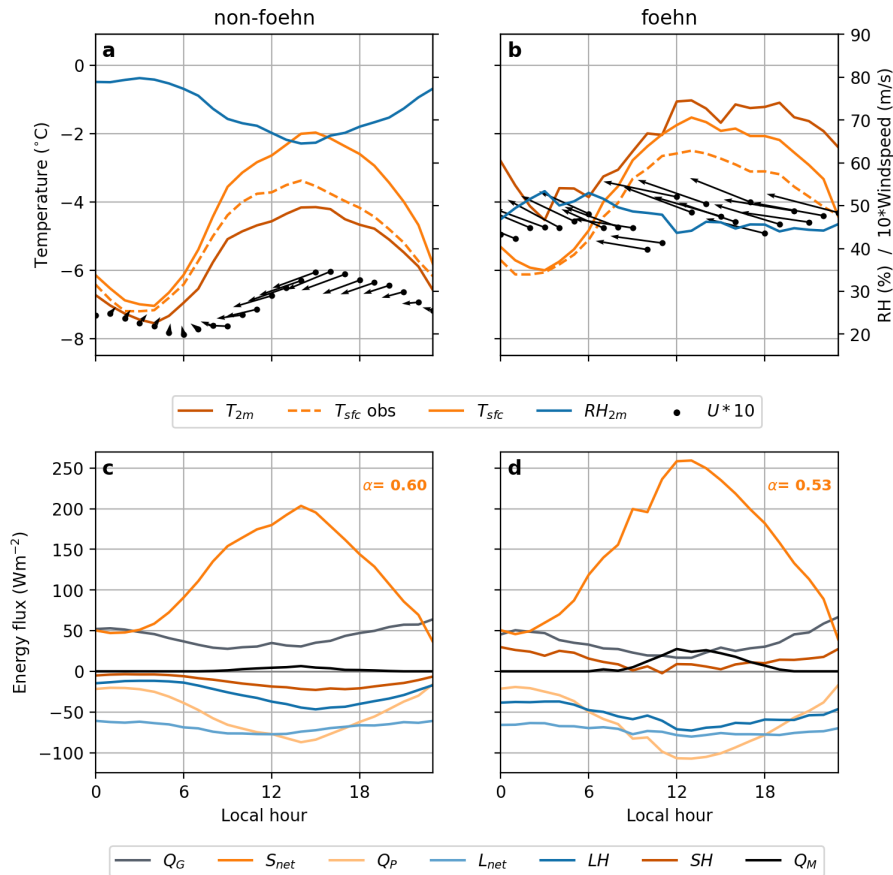 non-foehn
foehn
a
b
0
−2
−4
−6
−8
Temperature (°C)
90
80
70
60
50
40
30
20
RH (%) / 10*Windspeed (m/s)
T2m
Tsfc obs
Tsfc
RH2m
U * 10
c
d
α= 0.60
α= 0.53
250
200
150
100
50
0
−50
−100
Energy flux (Wm−2)
0
6
12
18
0
6
12
18
Local hour
Local hour
QG
Snet
QP
Lnet
LH
SH
QM